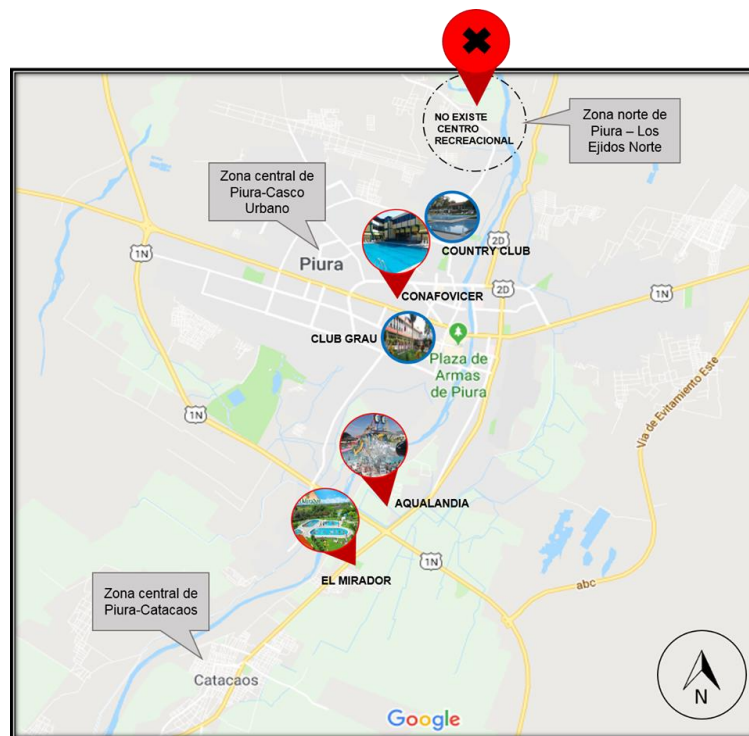 NO EXISTE
CENTRO
RECREACIONAL
Zona norte de
Piura – Los
Ejidos Norte
Zona central de
Piura-Casco
Urbano
COUNTRY CLUB
2D
1N
Piura
CONAFOVICER
2D
1N
CLUB GRAU
Plaza de
Armas
de Piura
1N
Via de Evitamiento Este
AQUALANDIA
Mirador
1N
EL MIRADOR
abc
Zona central de
Piura-Catacaos
Catacaos
N
Google